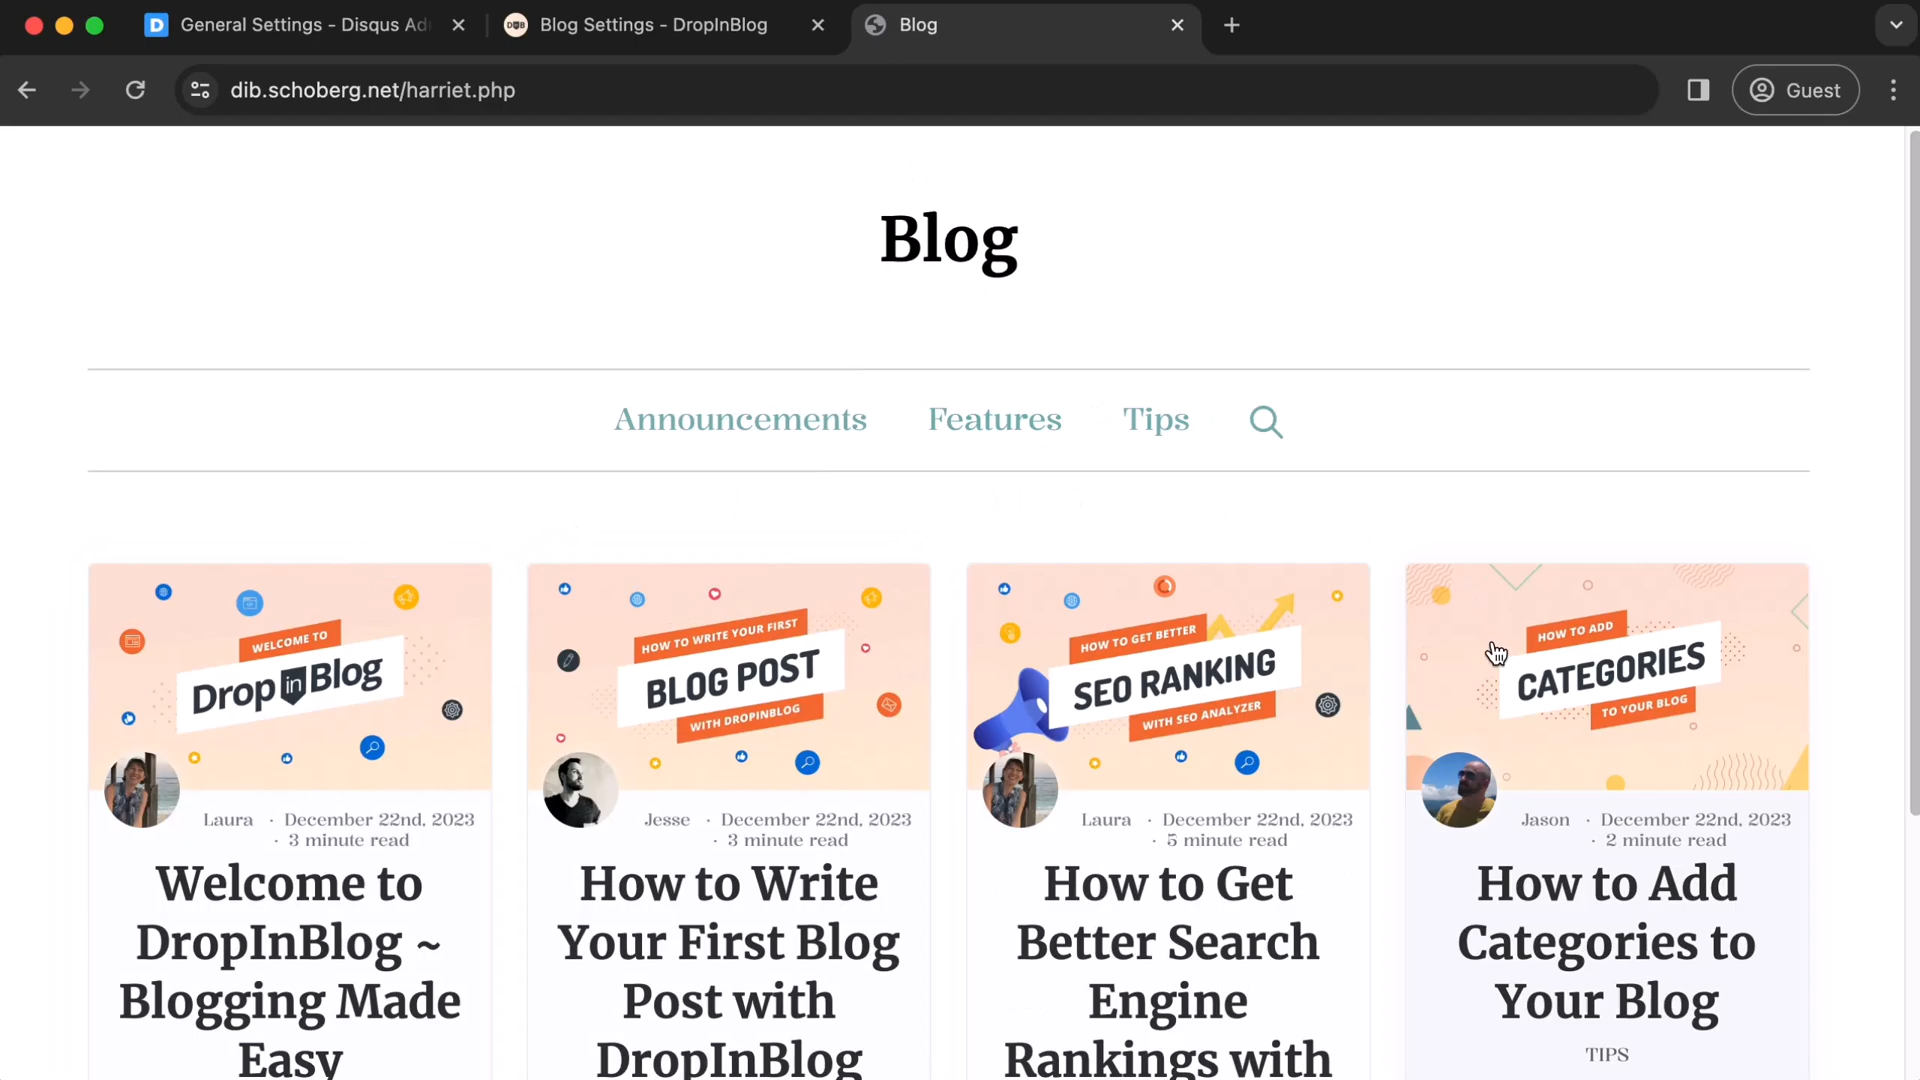 General Settings - Disqus Ad
Blog Settings - DropInBlog
Blog
dib.schoberg.net/harriet.php
Guest
Blog
Announcements
Features
Tips
WELCOME TO
Drop in Blog
HOW TO WRITE YOUR FIRST
BLOG POST
WITH DROPINBLOG
HOW TO GET BETTER
SEO RANKING
WITH SEO ANALYZER
HOW TO ADD
CATEGORIES
TO YOUR BLOG
Laura · December 22nd, 2023
· 3 minute read
Welcome to
DropInBlog ~
Blogging Made
Easy
Jesse · December 22nd, 2023
· 3 minute read
How to Write
Your First Blog
Post with
DropInBlog
Laura · December 22nd, 2023
· 5 minute read
How to Get
Better Search
Engine
Rankings with
Jason · December 22nd, 2023
· 2 minute read
How to Add
Categories to
Your Blog
TIPS